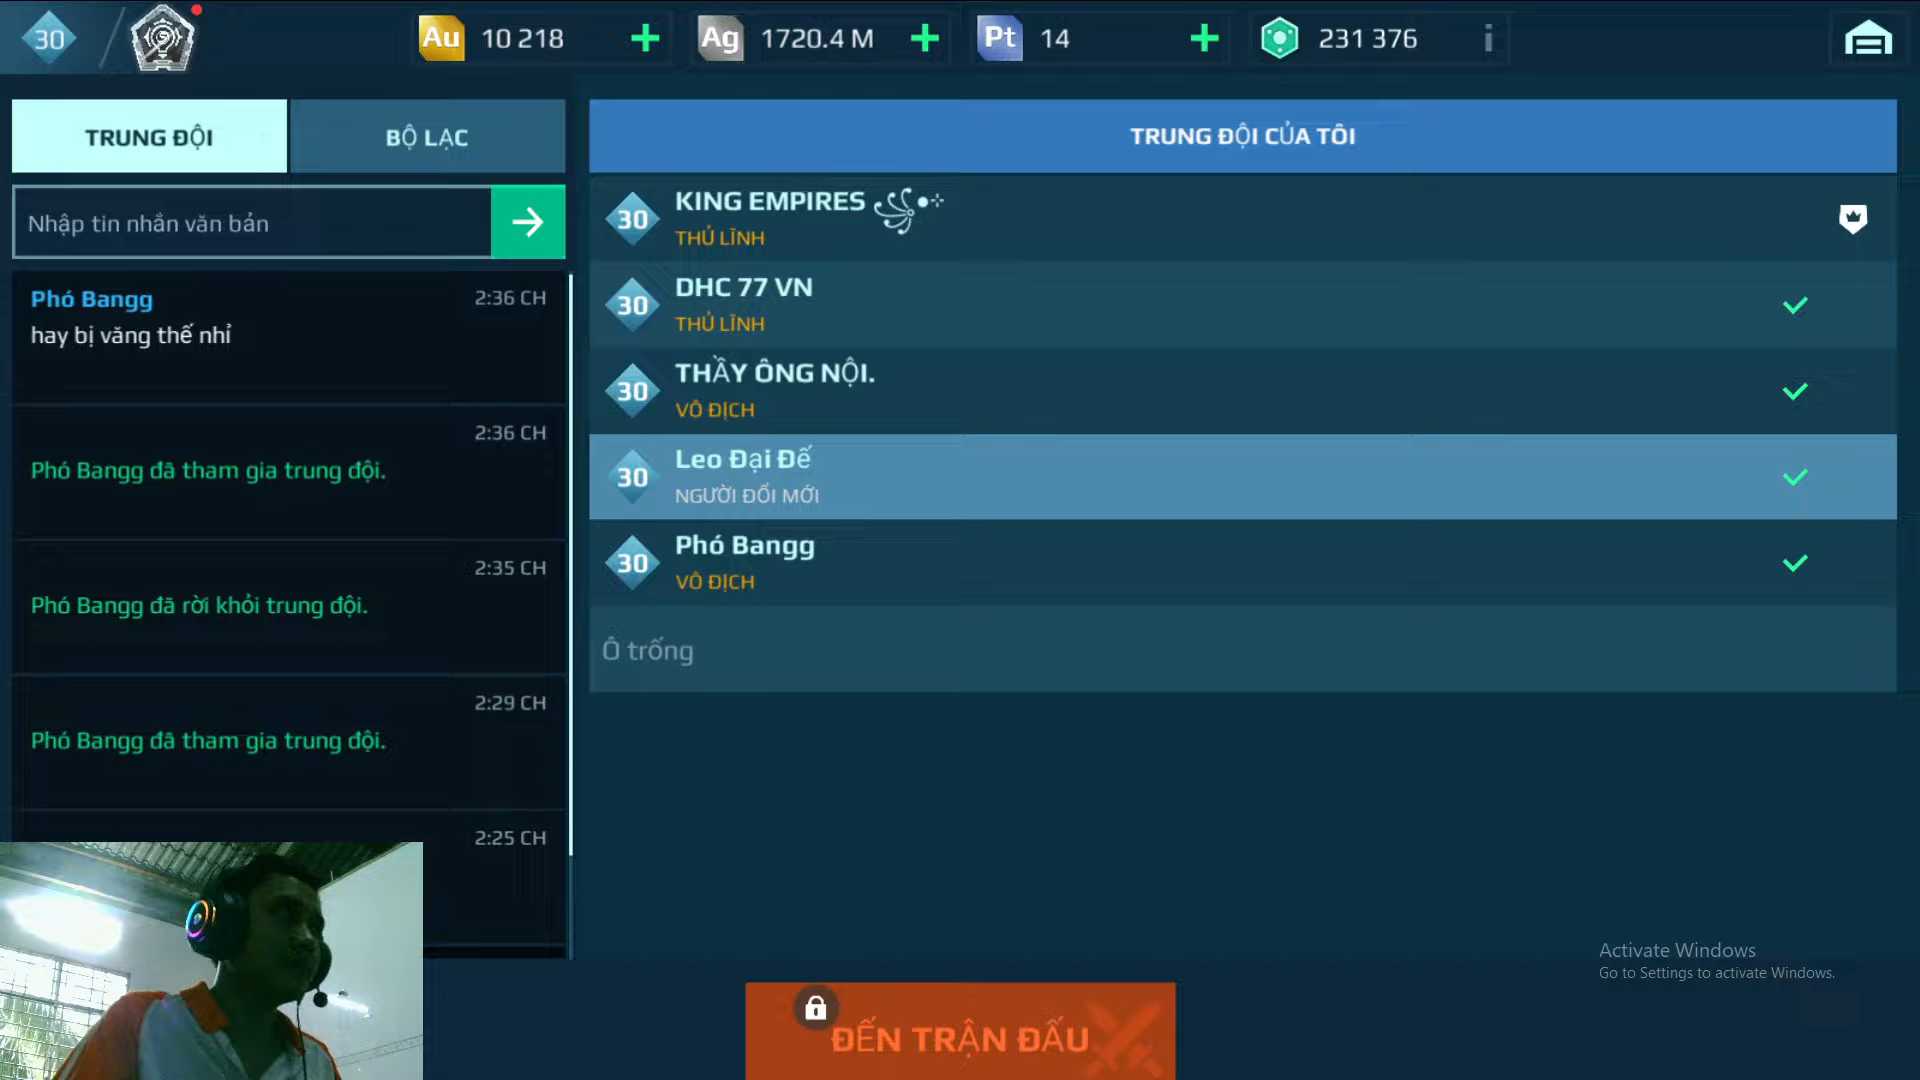 30
Au 10 218
Ag 1720.4 M
Pt 14
231 376
TRUNG ĐỘI
BỘ LẠC
Nhập tin nhắn văn bản
Phó Bangg
2:36 CH
hay bị văng thế nhỉ
2:36 CH
Phó Bangg đã tham gia trung đội.
2:35 CH
Phó Bangg đã rời khỏi trung đội.
2:29 CH
Phó Bangg đã tham gia trung đội.
2:25 CH
TRUNG ĐỘI CỦA TÔI
30
KING EMPIRES
THỦ LĨNH
30
DHC 77 VN
THỦ LĨNH
30
THẦY ÔNG NỘI.
VÔ ĐỊCH
30
Leo Đại Đế
NGƯỜI ĐỔI MỚI
30
Phó Bangg
VÔ ĐỊCH
Ô trống
Activate Windows
Go to Settings to activate Windows.
ĐẾN TRẬN ĐẤU